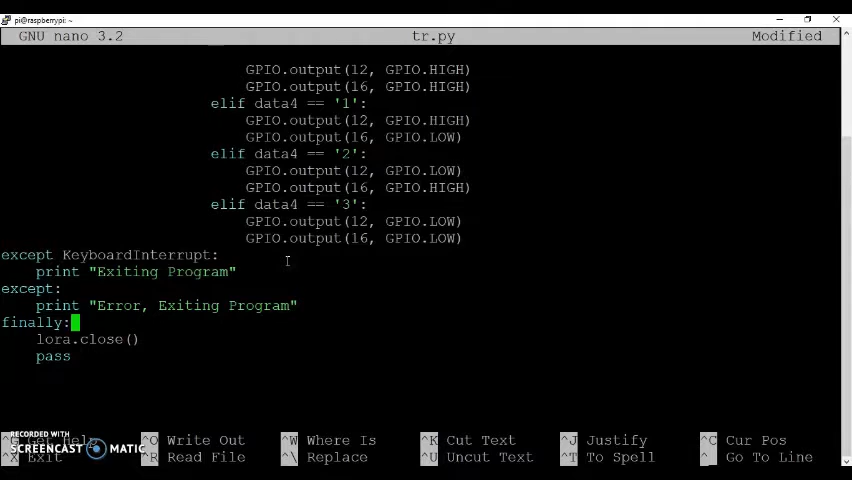 pi@raspberrypi: ~
GNU nano 3.2 tr.py Modified
GPIO.output(12, GPIO.HIGH)
GPIO.output(16, GPIO.HIGH)
elif data4 == '1':
GPIO.output(12, GPIO.HIGH)
GPIO.output(16, GPIO.LOW)
elif data4 == '2':
GPIO.output(12, GPIO.LOW)
GPIO.output(16, GPIO.HIGH)
elif data4 == '3':
GPIO.output(12, GPIO.LOW)
GPIO.output(16, GPIO.LOW)
except KeyboardInterrupt:
print "Exiting Program"
except:
print "Error, Exiting Program"
finally:
lora.close()
pass
RECORDED WITH
SCREENCAST MATIC
^G Get Help ^O Write Out ^W Where Is ^K Cut Text ^J Justify ^C Cur Pos
^X Exit ^R Read File ^\ Replace ^U Uncut Text ^T To Spell ^_ Go To Line